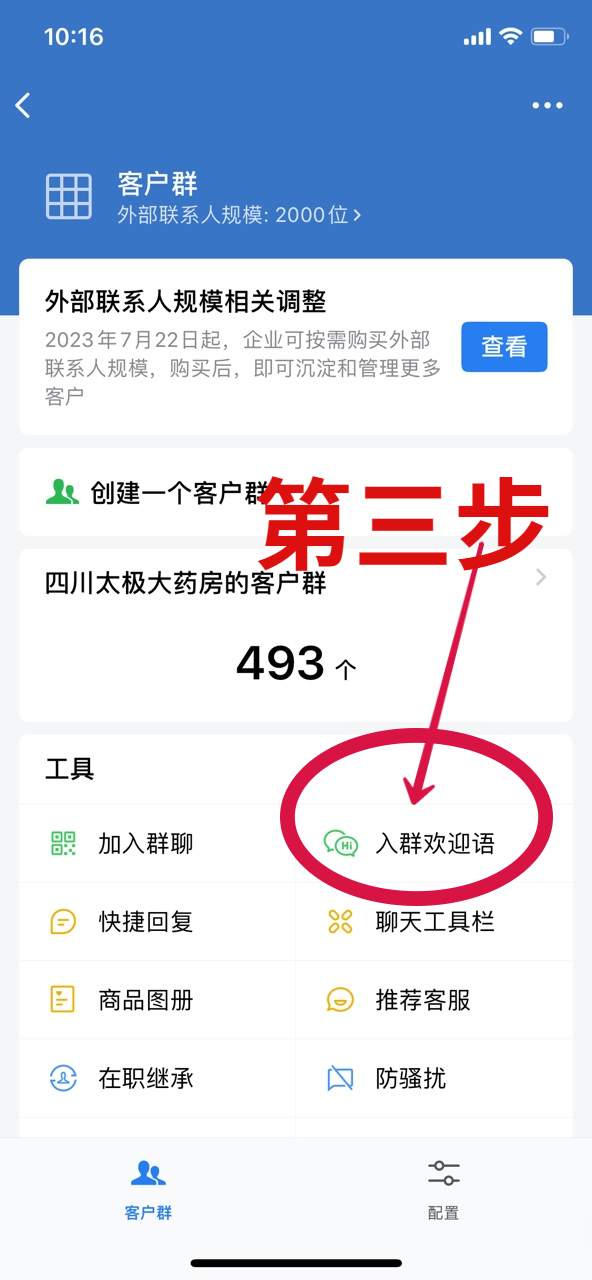 10:16
客户群
外部联系人规模: 2000位
外部联系人规模相关调整
2023年7月22日起，企业可按需购买外部
联系人规模，购买后，即可沉淀和管理更多
客户
查看
创建一个客户群
第三步
四川太极大药房的客户群
493个
工具
加入群聊
Hi
入群欢迎语
快捷回复
聊天工具栏
商品图册
推荐客服
在职继承
防骚扰
客户群
配置